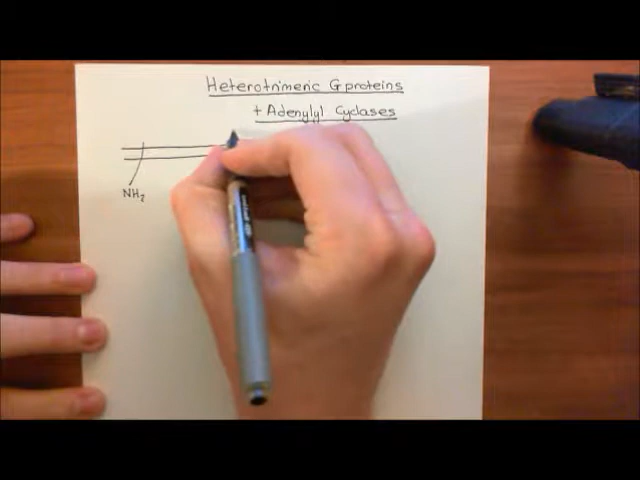 Heterotrimeric G proteins
+ Adenylyl Cyclases
NH₂